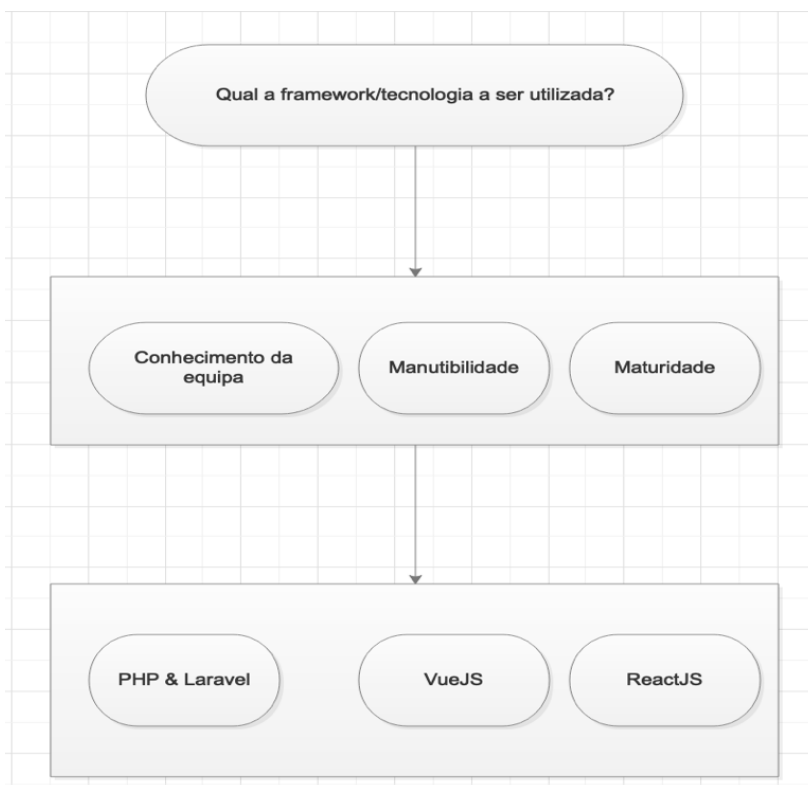 Qual a framework/tecnologia a ser utilizada?
Conhecimento da
equipa
Manutibilidade
Maturidade
PHP & Laravel
VueJS
ReactJS